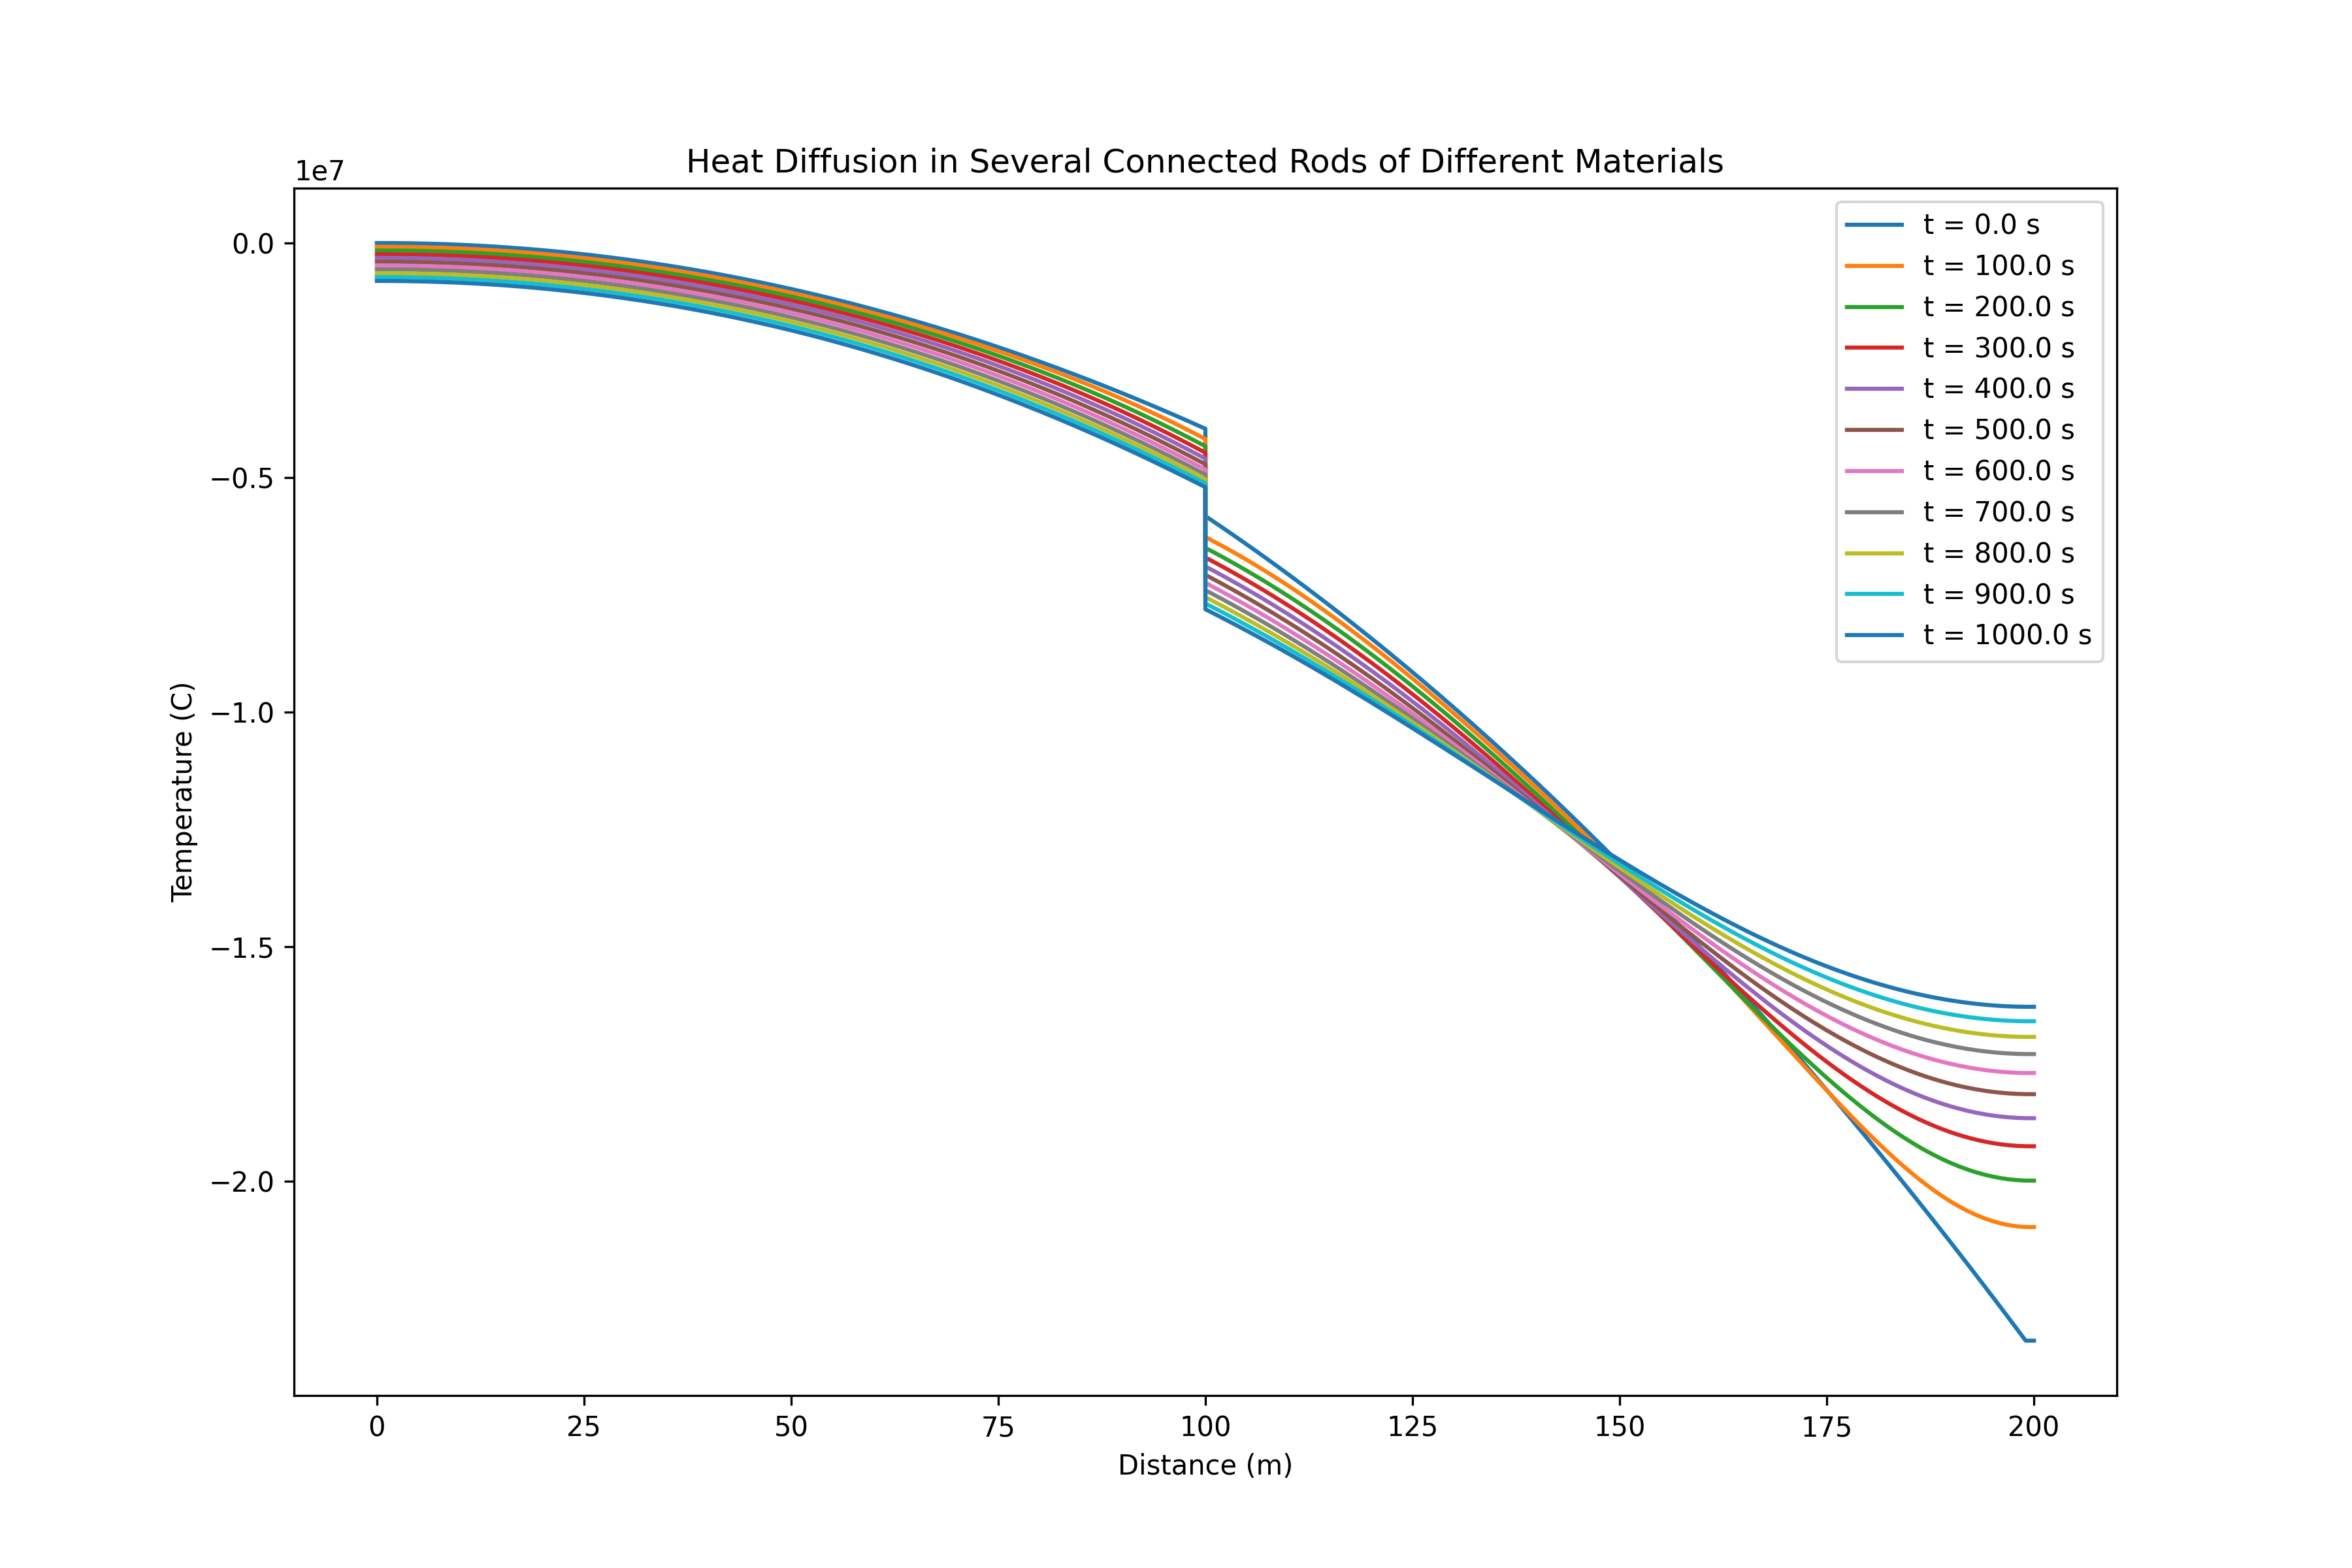 Heat Diffusion in Several Connected Rods of Different Materials
1e7
0.0
−0.5
−1.0
−1.5
−2.0
Temperature (C)
t = 0.0 s
t = 100.0 s
t = 200.0 s
t = 300.0 s
t = 400.0 s
t = 500.0 s
t = 600.0 s
t = 700.0 s
t = 800.0 s
t = 900.0 s
t = 1000.0 s
0 25 50 75 100 125 150 175 200
Distance (m)